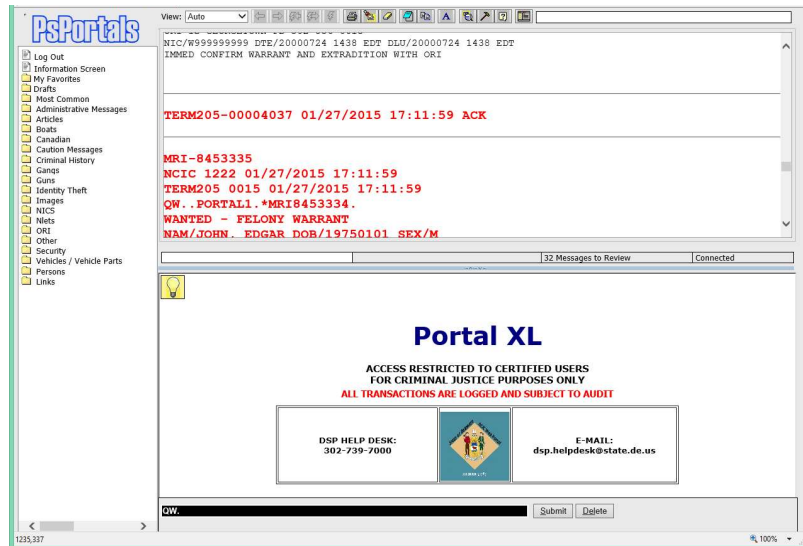 PsPortals
View: Auto
Log Out
Information Screen
My Favorites
Drafts
Most Common
Administrative Messages
Articles
Boats
Canadian
Caution Messages
Criminal History
Gangs
Guns
Identity Theft
Images
NICS
Nlets
ORI
Other
Security
Vehicles / Vehicle Parts
Persons
Links
NIC/W999999999 DTE/20000724 1438 EDT DLU/20000724 1438 EDT
IMMED CONFIRM WARRANT AND EXTRADITION WITH ORI
TERM205-00004037 01/27/2015 17:11:59 ACK
MRI-8453335
NCIC 1222 01/27/2015 17:11:59
TERM205 0015 01/27/2015 17:11:59
QW..PORTAL1.*MRI8453334.
WANTED - FELONY WARRANT
NAM/JOHN. EDGAR DOB/19750101 SEX/M
32 Messages to Review
Connected
Portal XL
ACCESS RESTRICTED TO CERTIFIED USERS
FOR CRIMINAL JUSTICE PURPOSES ONLY
ALL TRANSACTIONS ARE LOGGED AND SUBJECT TO AUDIT
DSP HELP DESK:
302-739-7000
E-MAIL:
dsp.helpdesk@state.de.us
QW.
Submit
Delete
1235,337
100%